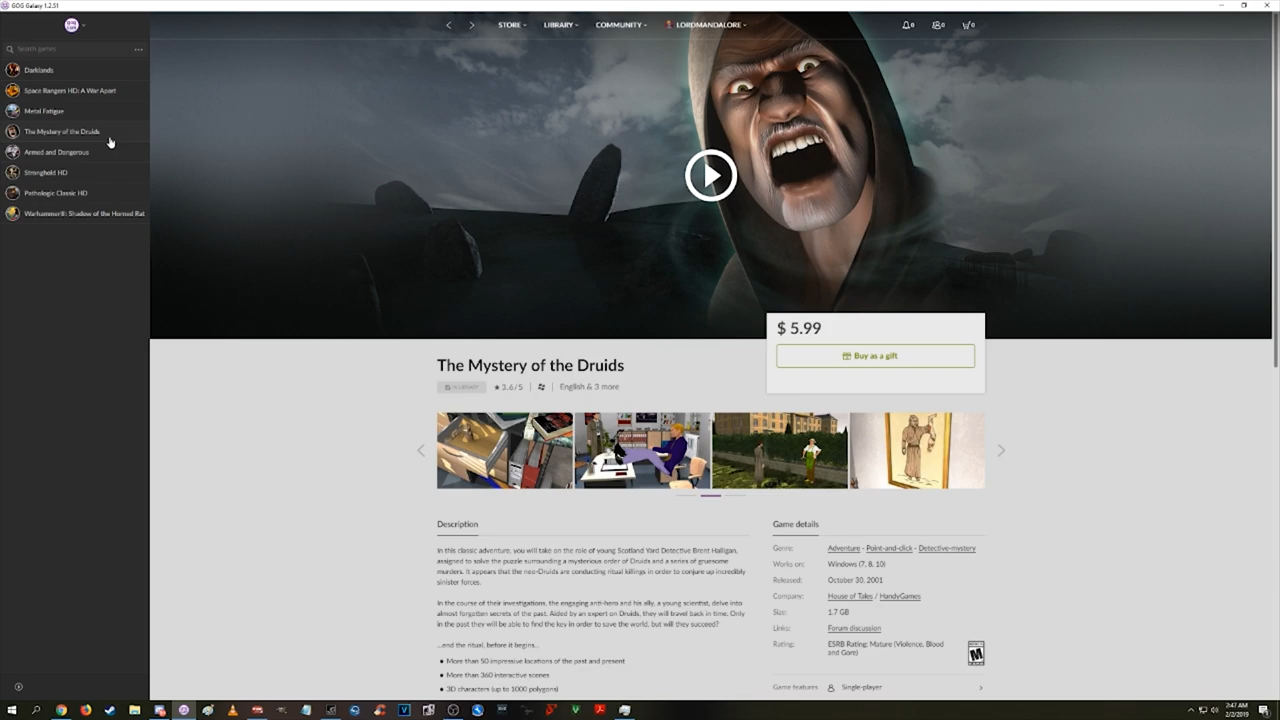 GOG Galaxy 1.2.51
STORE
LIBRARY
COMMUNITY
LORDMANDALORE
0
0
0
Search games
Darklands
Space Rangers HD: A War Apart
Metal Fatigue
The Mystery of the Druids
Armed and Dangerous
Stronghold HD
Pathologic Classic HD
Warhammer®: Shadow of the Horned Rat
$ 5.99
Buy as a gift
The Mystery of the Druids
IN LIBRARY
3.6/5
English & 3 more
Description
In this classic adventure, you will take on the role of young Scotland Yard Detective Brent Halligan,
assigned to solve the puzzle surrounding a mysterious order of Druids and a series of gruesome
murders. It appears that the neo-Druids are conducting ritual killings in order to conjure up incredibly
sinister forces.
In the course of their investigations, the engaging anti-hero and his ally, a young scientist, delve into
almost forgotten secrets of the past. Aided by an expert on Druids, they will travel back in time. Only
in the past they will be able to find the key in order to save the world, but will they succeed?
...end the ritual, before it begins...
● More than 50 impressive locations of the past and present
● More than 360 interactive scenes
● 3D characters (up to 1000 polygons)
Game details
Genre: Adventure - Point-and-click - Detective-mystery
Works on: Windows (7, 8, 10)
Released: October 30, 2001
Company: House of Tales / HandyGames
Size: 1.7 GB
Links: Forum discussion
Rating: ESRB Rating: Mature (Violence, Blood
and Gore)
M
Game features Single-player
2:47 AM
2/2/2019